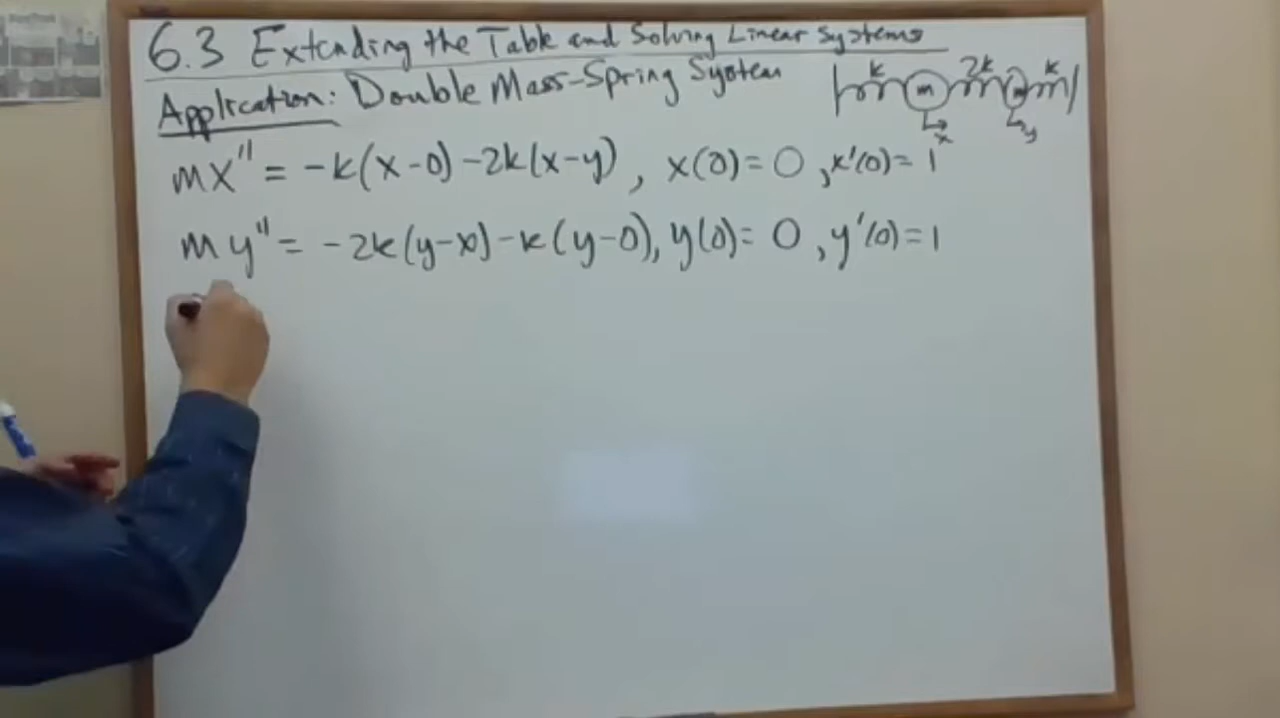 6.3 Extending the Table and Solving Linear Systems
Application: Double Mass-Spring System
k m 2k m k
x y
mx'' = -k(x-0)-2k(x-y), x(0)=0, x'(0)=1
my'' = -2k(y-x)-k(y-0), y(0)=0, y'(0)=1